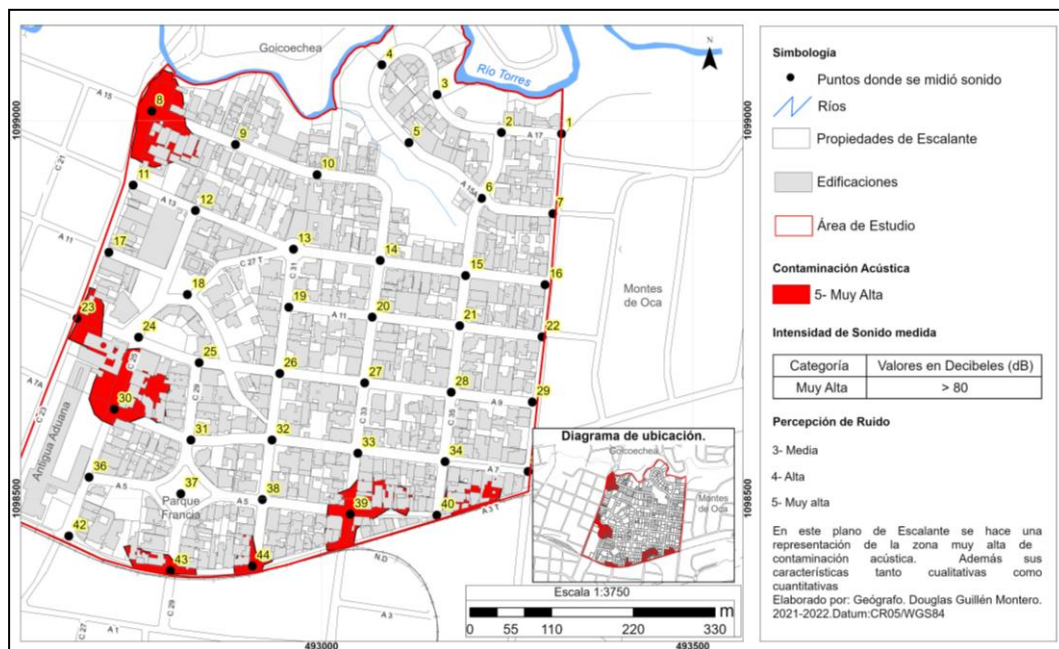 Goicoechea
Río Torres
N
4
3
2
1
A 17
8
A 15
9
5
10
6
A 15A
7
C 21
11
A 13
12
13
14
15
16
A 11
17
C 27 T
C 31
18
19
A 11
20
21
22
Montes
de Oca
23
24
C 25
25
26
27
28
29
A 9
A 7A
C 23
C 29
C 33
C 35
30
31
32
33
34
A 7
Antigua Aduana
36
A 5
37
Parque
Francia
A 5
38
39
40
A 3 T
42
43
44
N.D
C 29
C 27
A 1
A 3
1099000
1098500
1099000
1098500
493000
493500
Diagrama de ubicación.
Goicoechea
Montes
de Oca
Escala 1:3750
m
0 55 110 220 330
Simbología
Puntos donde se midió sonido
Ríos
Propiedades de Escalante
Edificaciones
Área de Estudio
Contaminación Acústica
5- Muy Alta
Intensidad de Sonido medida
Categoría Valores en Decibeles (dB)
Muy Alta > 80
Percepción de Ruido
3- Media
4- Alta
5- Muy alta
En este plano de Escalante se hace una
representación de la zona muy alta de
contaminación acústica. Además sus
características tanto cualitativas como
cuantitativas
Elaborado por: Geógrafo. Douglas Guillén Montero.
2021-2022.Datum:CR05/WGS84